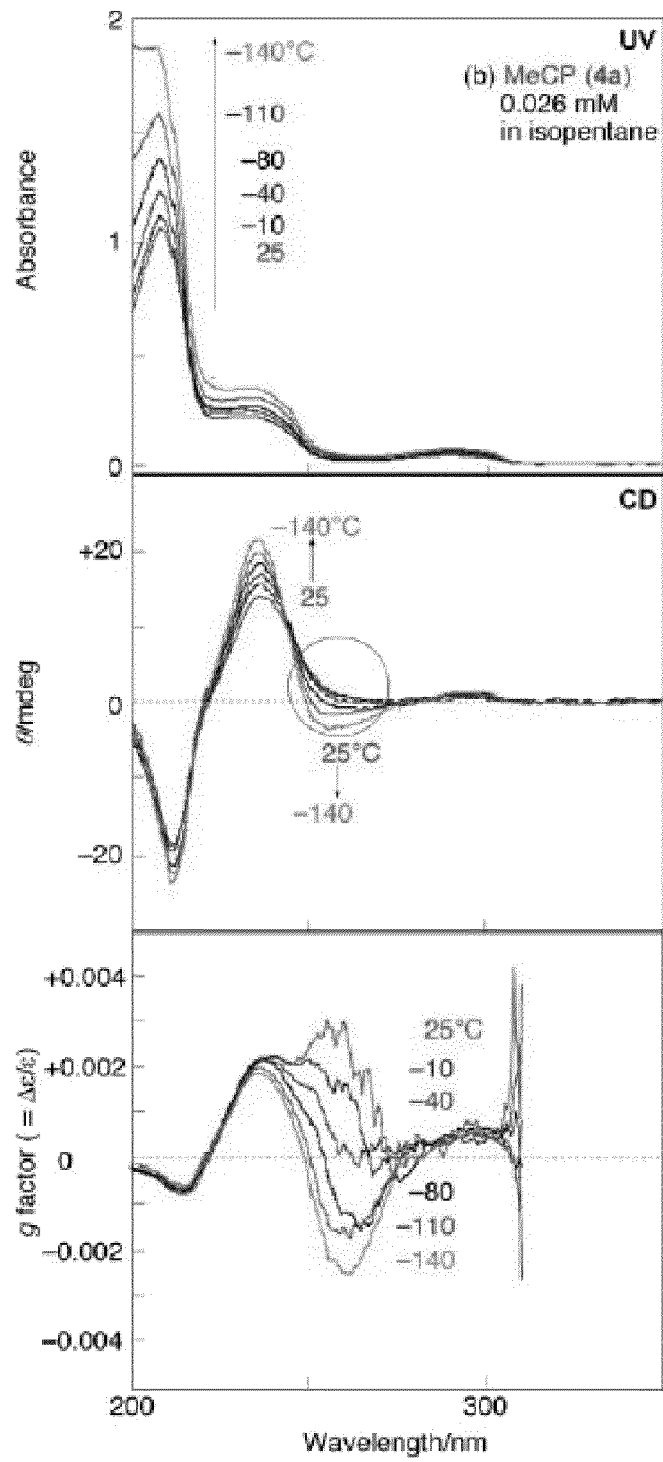 2
UV
−140°C
(b) MeCP (4a)
0.026 mM
in isopentane
−110
−80
−40
−10
25
Absorbance
1
0
CD
+20
−140°C
25
0
θ/mdeg
25°C
−140
−20
+0.004
25°C
+0.002
−10
−40
0
−80
−110
−0.002
−140
−0.004
g factor ( = Δε/ε)
200
300
Wavelength/nm